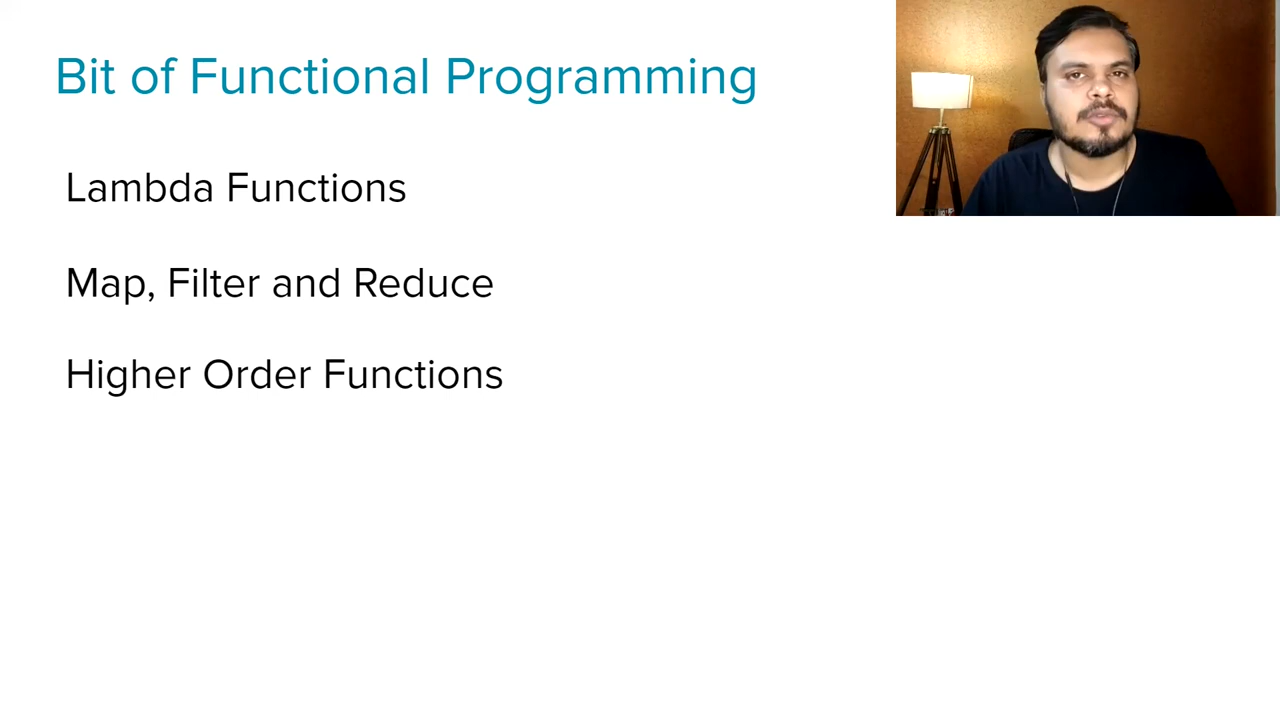 Bit of Functional Programming
Lambda Functions
Map, Filter and Reduce
Higher Order Functions